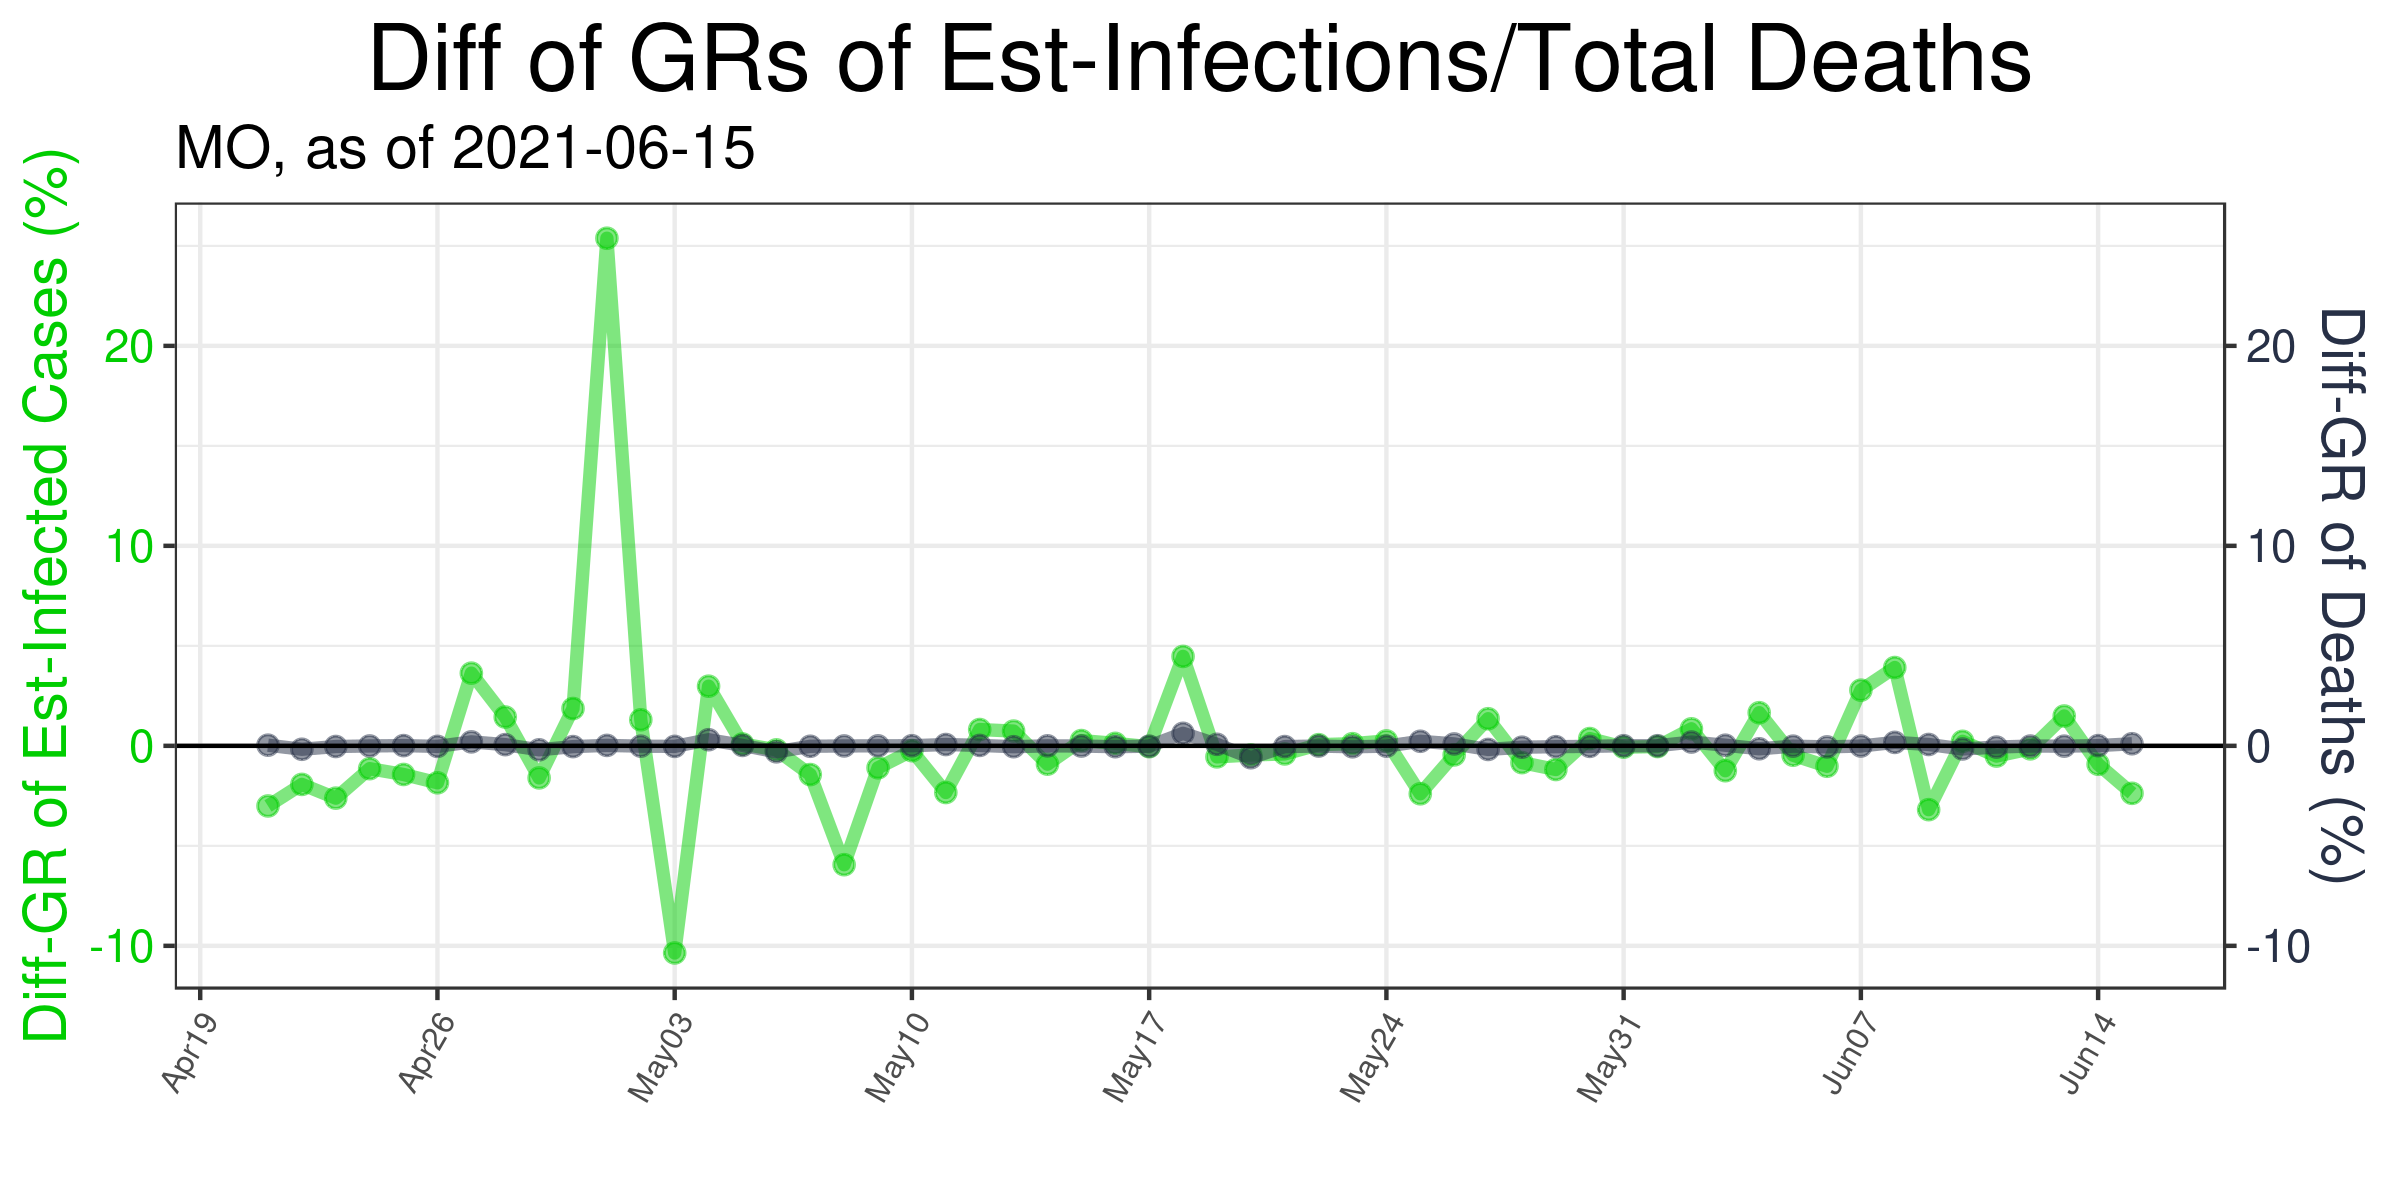 Diff of GRs of Est-Infections/Total Deaths
MO, as of 2021-06-15
Diff-GR of Est-Infected Cases (%)
20
10
0
-10
20
10
0
-10
Diff-GR of Deaths (%)
Apr19
Apr26
May03
May10
May17
May24
May31
Jun07
Jun14